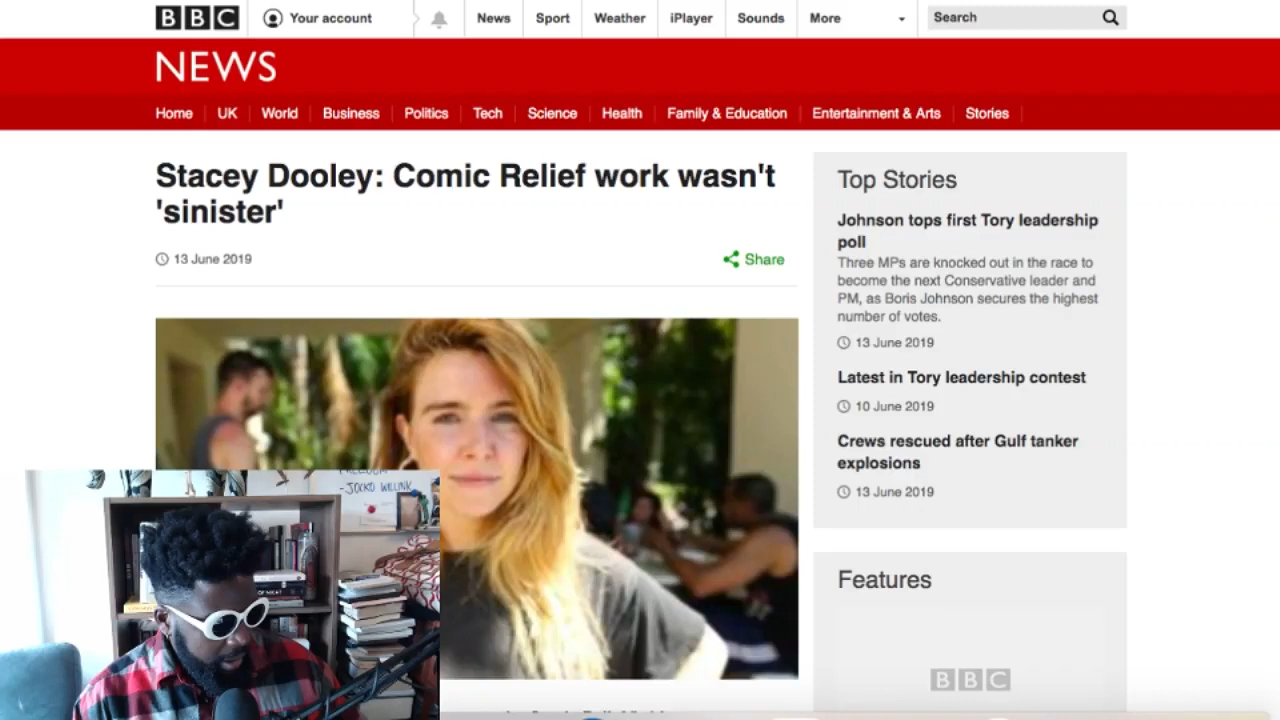 BBC
Your account
News
Sport
Weather
iPlayer
Sounds
More
Search
NEWS
Home
UK
World
Business
Politics
Tech
Science
Health
Family & Education
Entertainment & Arts
Stories
Stacey Dooley: Comic Relief work wasn't
'sinister'
13 June 2019
Share
Top Stories
Johnson tops first Tory leadership
poll
Three MPs are knocked out in the race to
become the next Conservative leader and
PM, as Boris Johnson secures the highest
number of votes.
13 June 2019
Latest in Tory leadership contest
10 June 2019
Crews rescued after Gulf tanker
explosions
13 June 2019
Features
BBC
FREEDOM
-JOCKO WILLINK
OF NIGHT